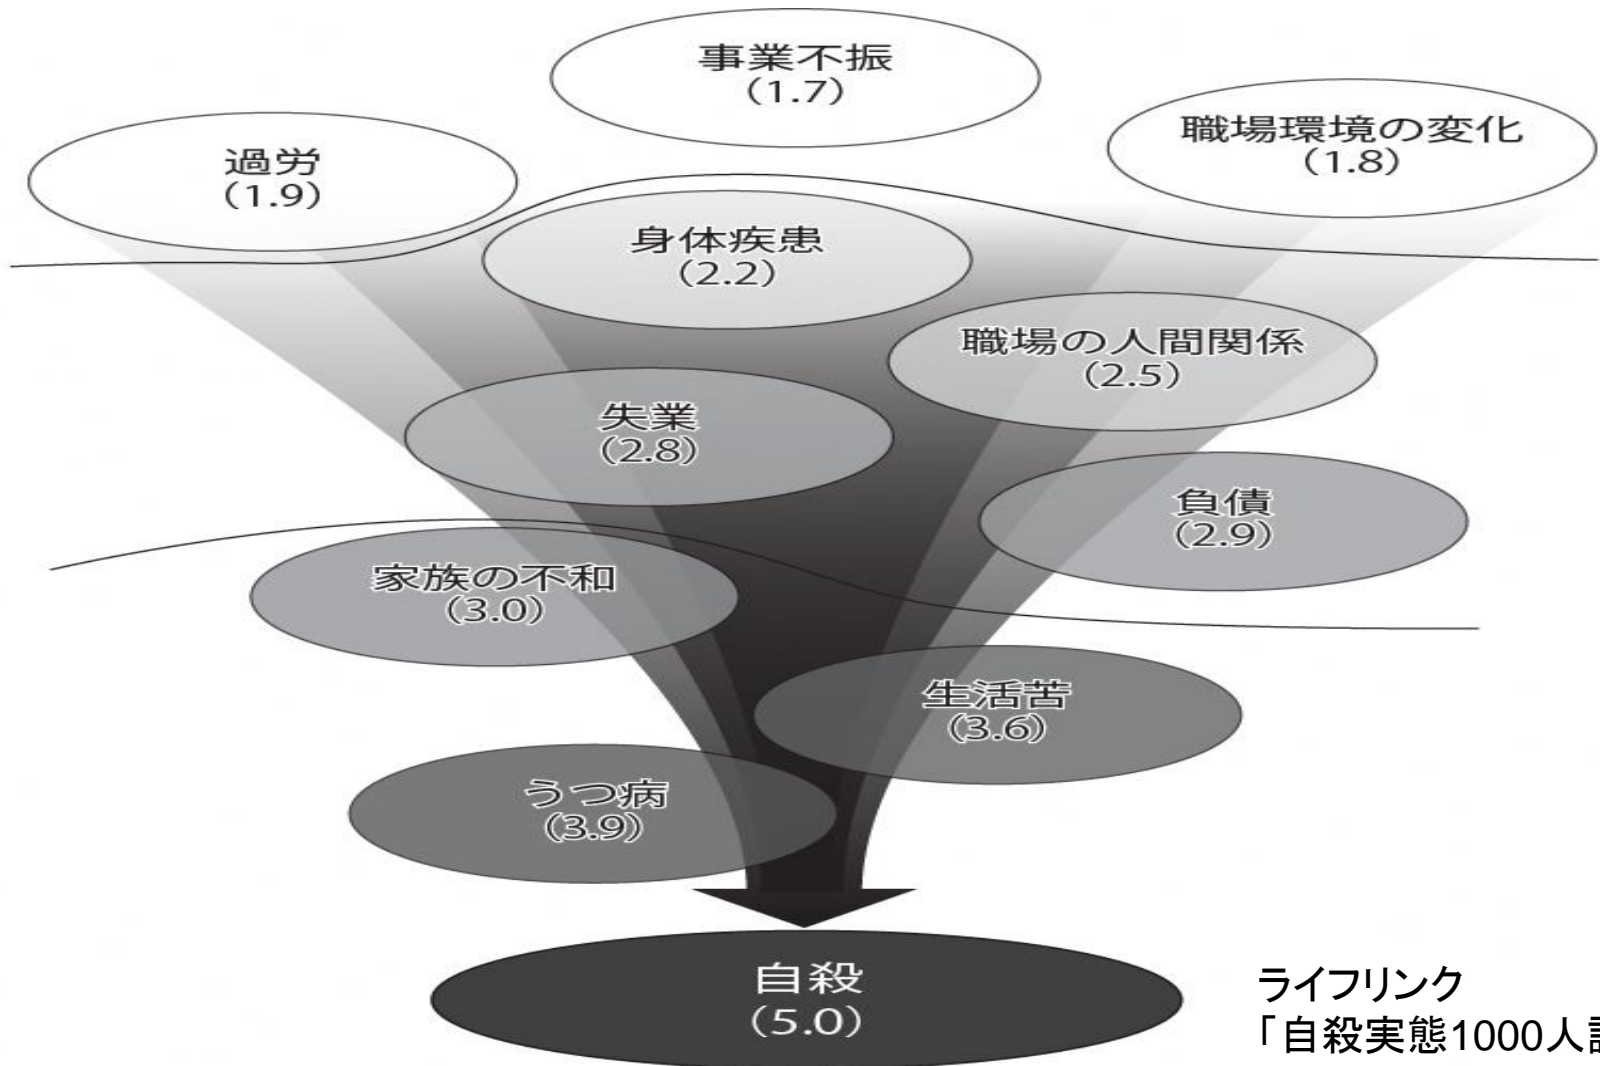 事業不振
(1.7)
職場環境の変化
(1.8)
過労
(1.9)
身体疾患
(2.2)
職場の人間関係
(2.5)
失業
(2.8)
負債
(2.9)
家族の不和
(3.0)
生活苦
(3.6)
うつ病
(3.9)
自殺
(5.0)
ライフリンク
「自殺実態1000人